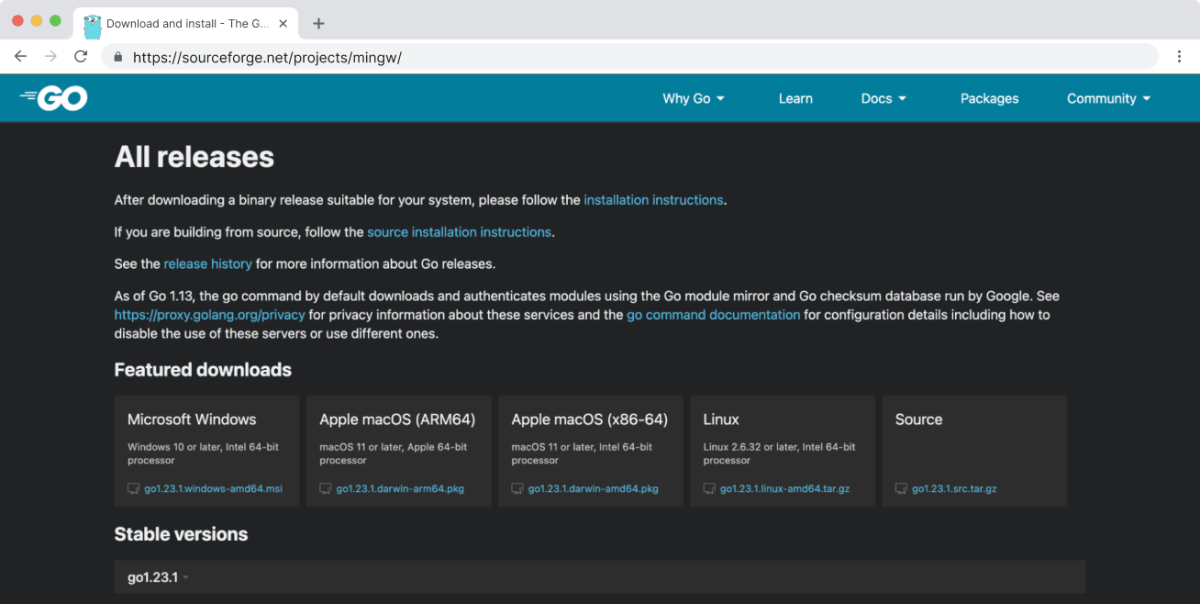 Download and install - The G...
https://sourceforge.net/projects/mingw/
GO
Why Go
Learn
Docs
Packages
Community
All releases
After downloading a binary release suitable for your system, please follow the installation instructions.
If you are building from source, follow the source installation instructions.
See the release history for more information about Go releases.
As of Go 1.13, the go command by default downloads and authenticates modules using the Go module mirror and Go checksum database run by Google. See
https://proxy.golang.org/privacy for privacy information about these services and the go command documentation for configuration details including how to
disable the use of these servers or use different ones.
Featured downloads
Microsoft Windows
Windows 10 or later, Intel 64-bit
processor
go1.23.1.windows-amd64.msi
Apple macOS (ARM64)
macOS 11 or later, Apple 64-bit
processor
go1.23.1.darwin-arm64.pkg
Apple macOS (x86-64)
macOS 11 or later, Intel 64-bit
processor
go1.23.1.darwin-amd64.pkg
Linux
Linux 2.6.32 or later, Intel 64-bit
processor
go1.23.1.linux-amd64.tar.gz
Source
go1.23.1.src.tar.gz
Stable versions
go1.23.1